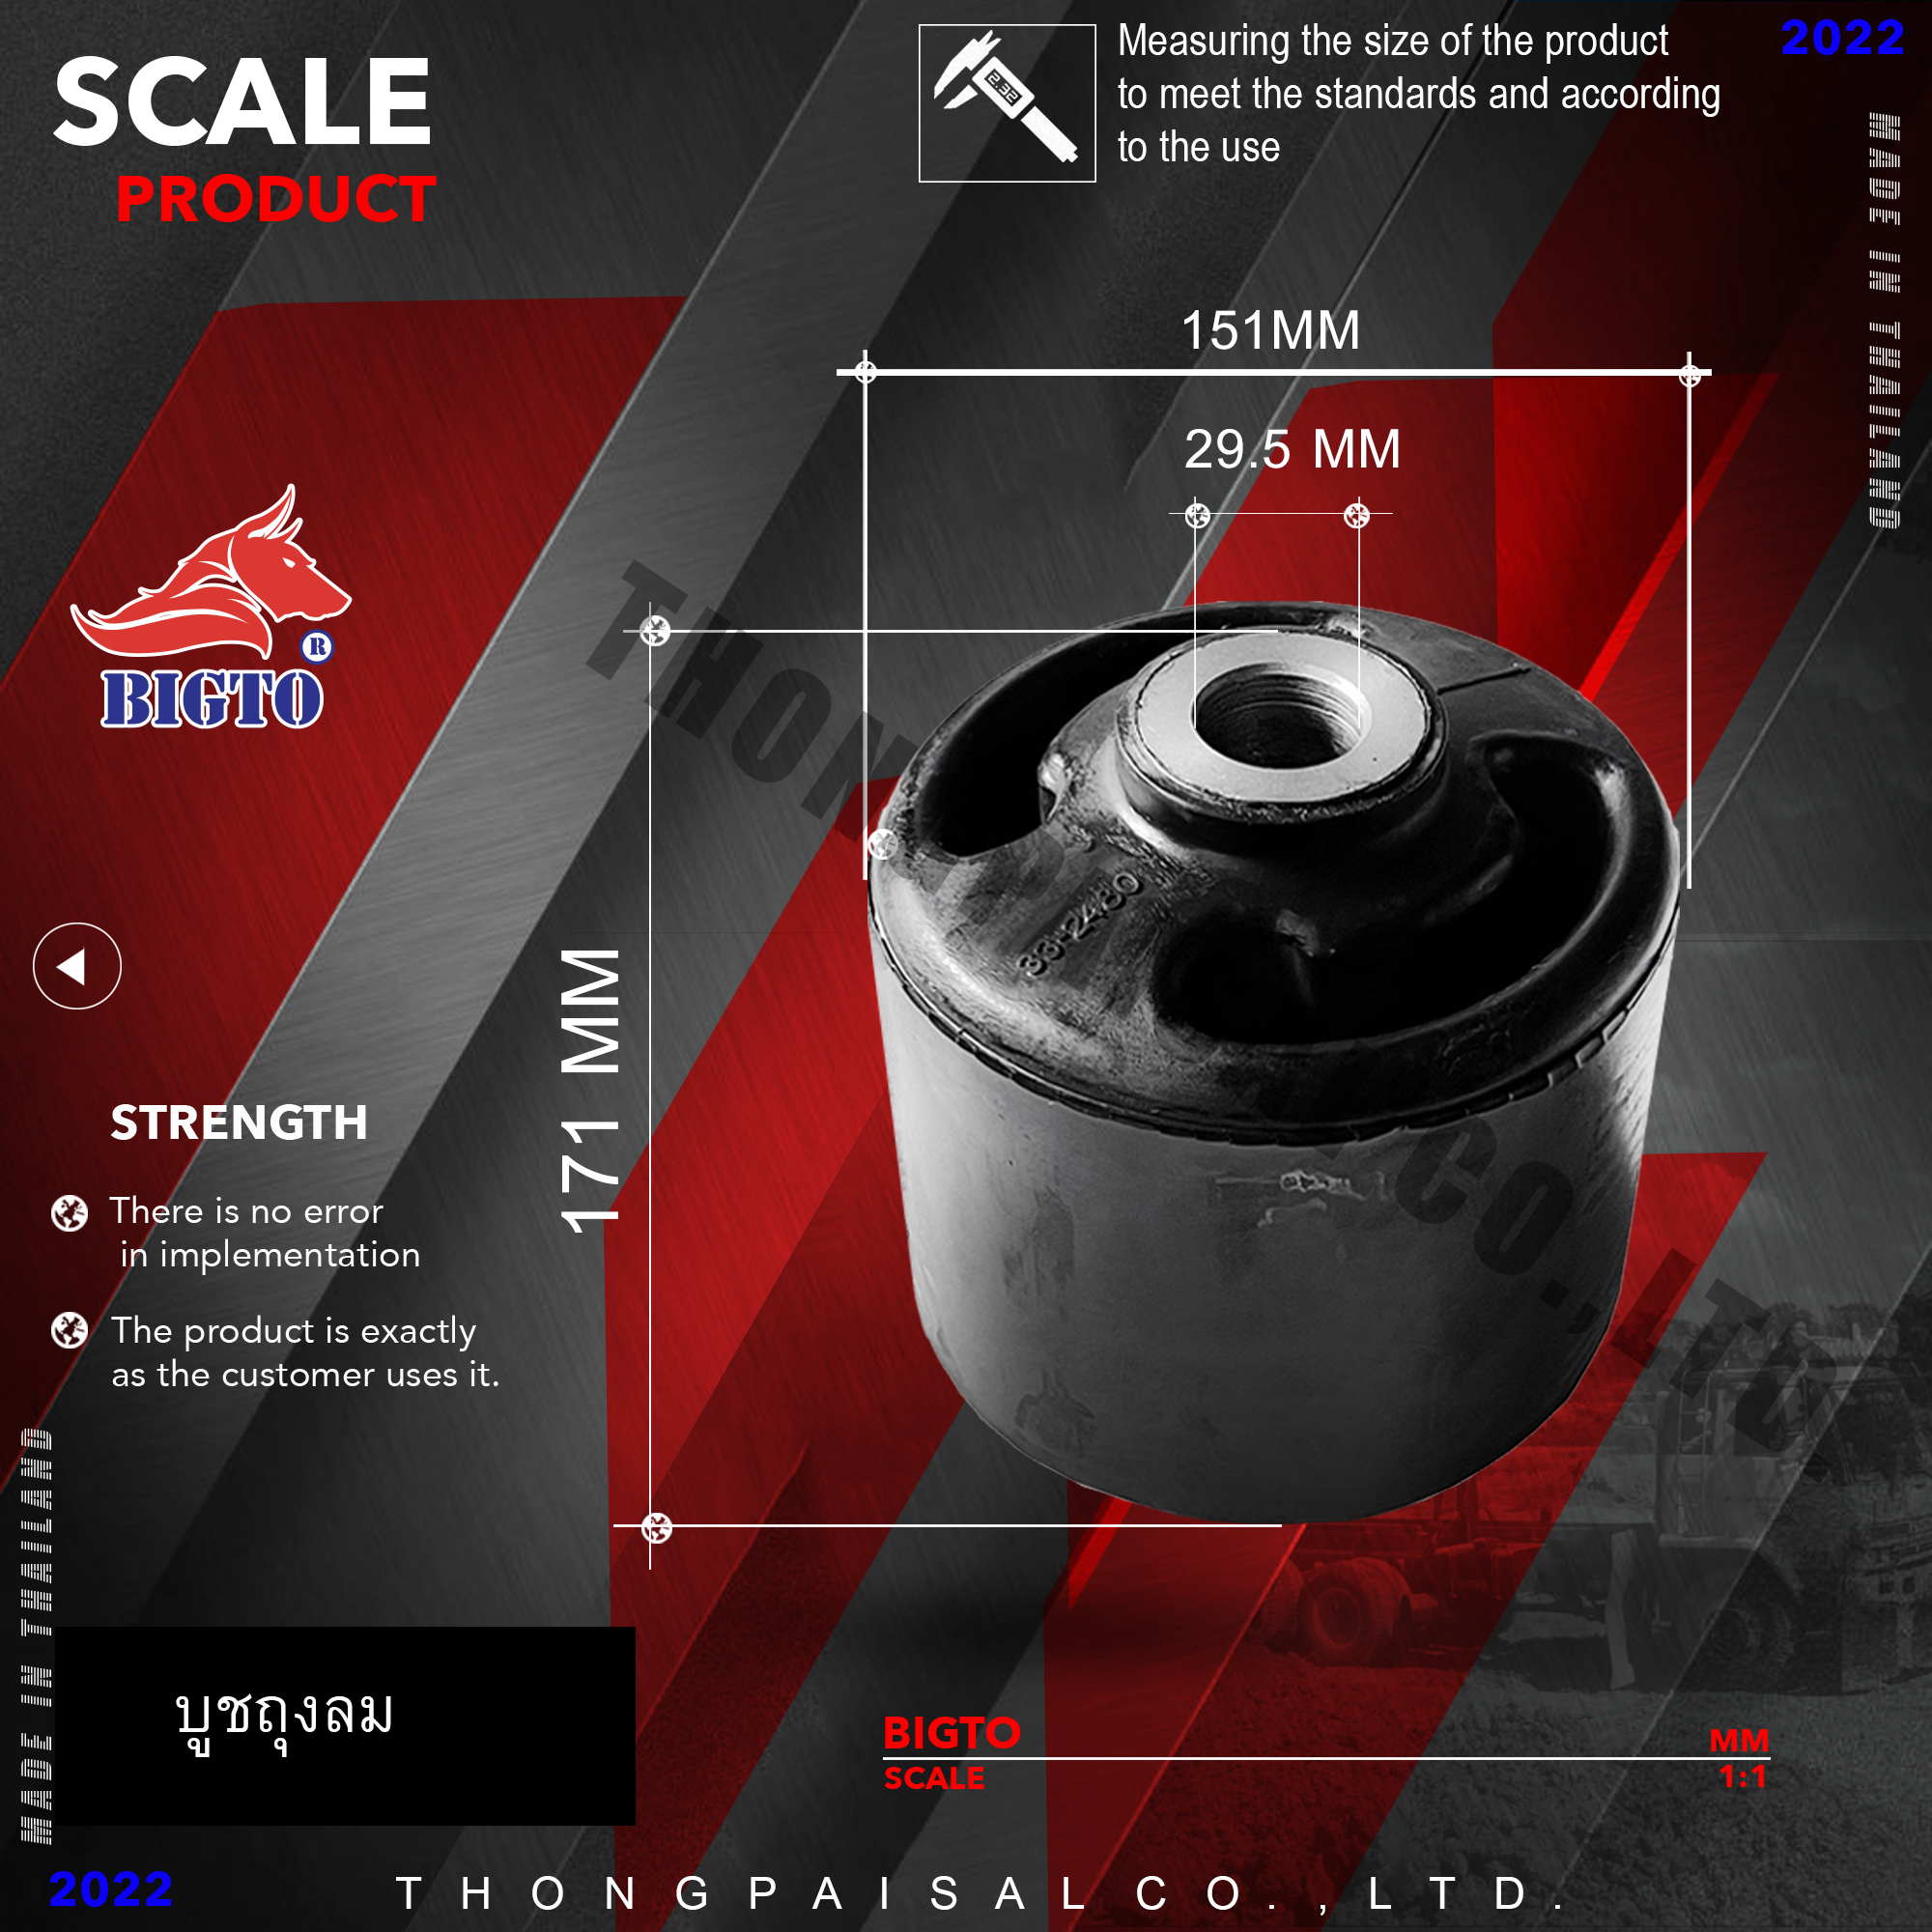 SCALE
PRODUCT
2.32
Measuring the size of the product
to meet the standards and according
to the use
2022
MADE IN THAILAND
151MM
29.5 MM
BIGTO
®
171 MM
33-2480
STRENGTH
There is no error
in implementation
The product is exactly
as the customer uses it.
MADE IN THAILAND
บูชถุงลม
BIGTO
SCALE
MM
1:1
2022
THONGPAISAL CO.,LTD.